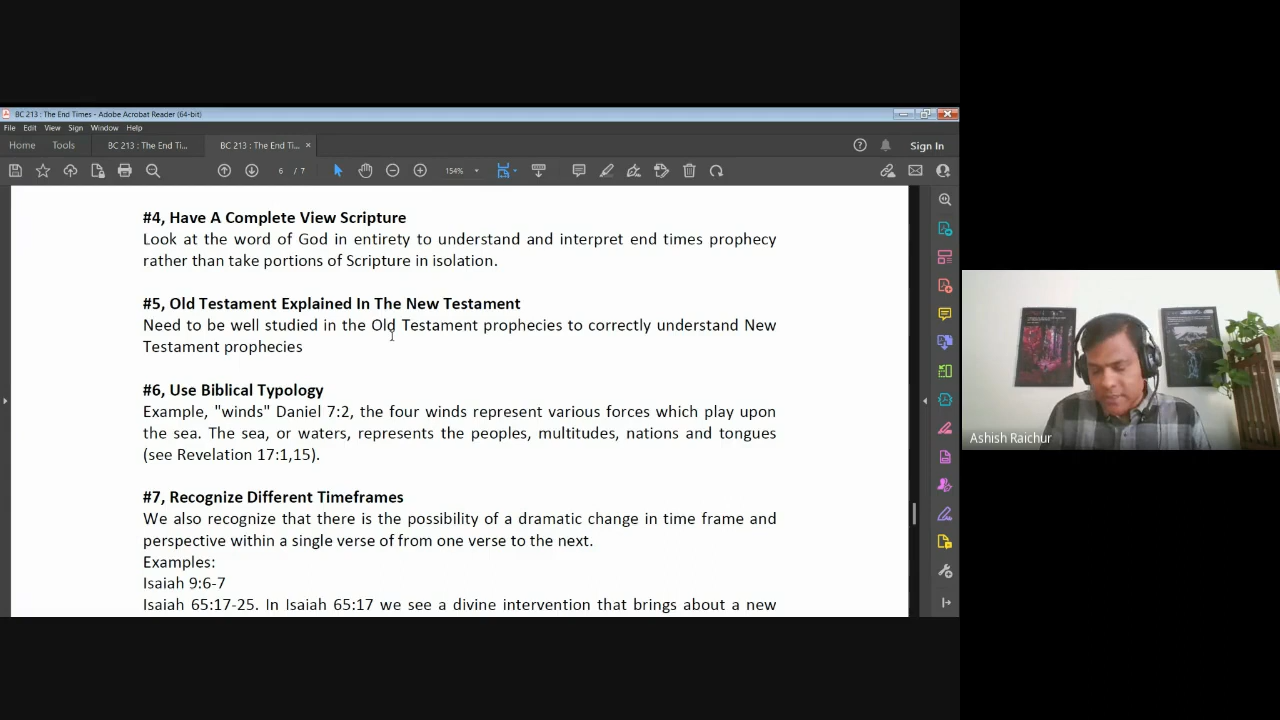 BC 213 : The End Times - Adobe Acrobat Reader (64-bit)
File Edit View Sign Window Help
Home Tools BC 213 : The End Ti... BC 213 : The End Ti... × Sign In
6 / 7 154%
#4, Have A Complete View Scripture
Look at the word of God in entirety to understand and interpret end times prophecy
rather than take portions of Scripture in isolation.
#5, Old Testament Explained In The New Testament
Need to be well studied in the Old Testament prophecies to correctly understand New
Testament prophecies
#6, Use Biblical Typology
Example, "winds" Daniel 7:2, the four winds represent various forces which play upon
the sea. The sea, or waters, represents the peoples, multitudes, nations and tongues
(see Revelation 17:1,15).
#7, Recognize Different Timeframes
We also recognize that there is the possibility of a dramatic change in time frame and
perspective within a single verse of from one verse to the next.
Examples:
Isaiah 9:6-7
Isaiah 65:17-25. In Isaiah 65:17 we see a divine intervention that brings about a new
Ashish Raichur